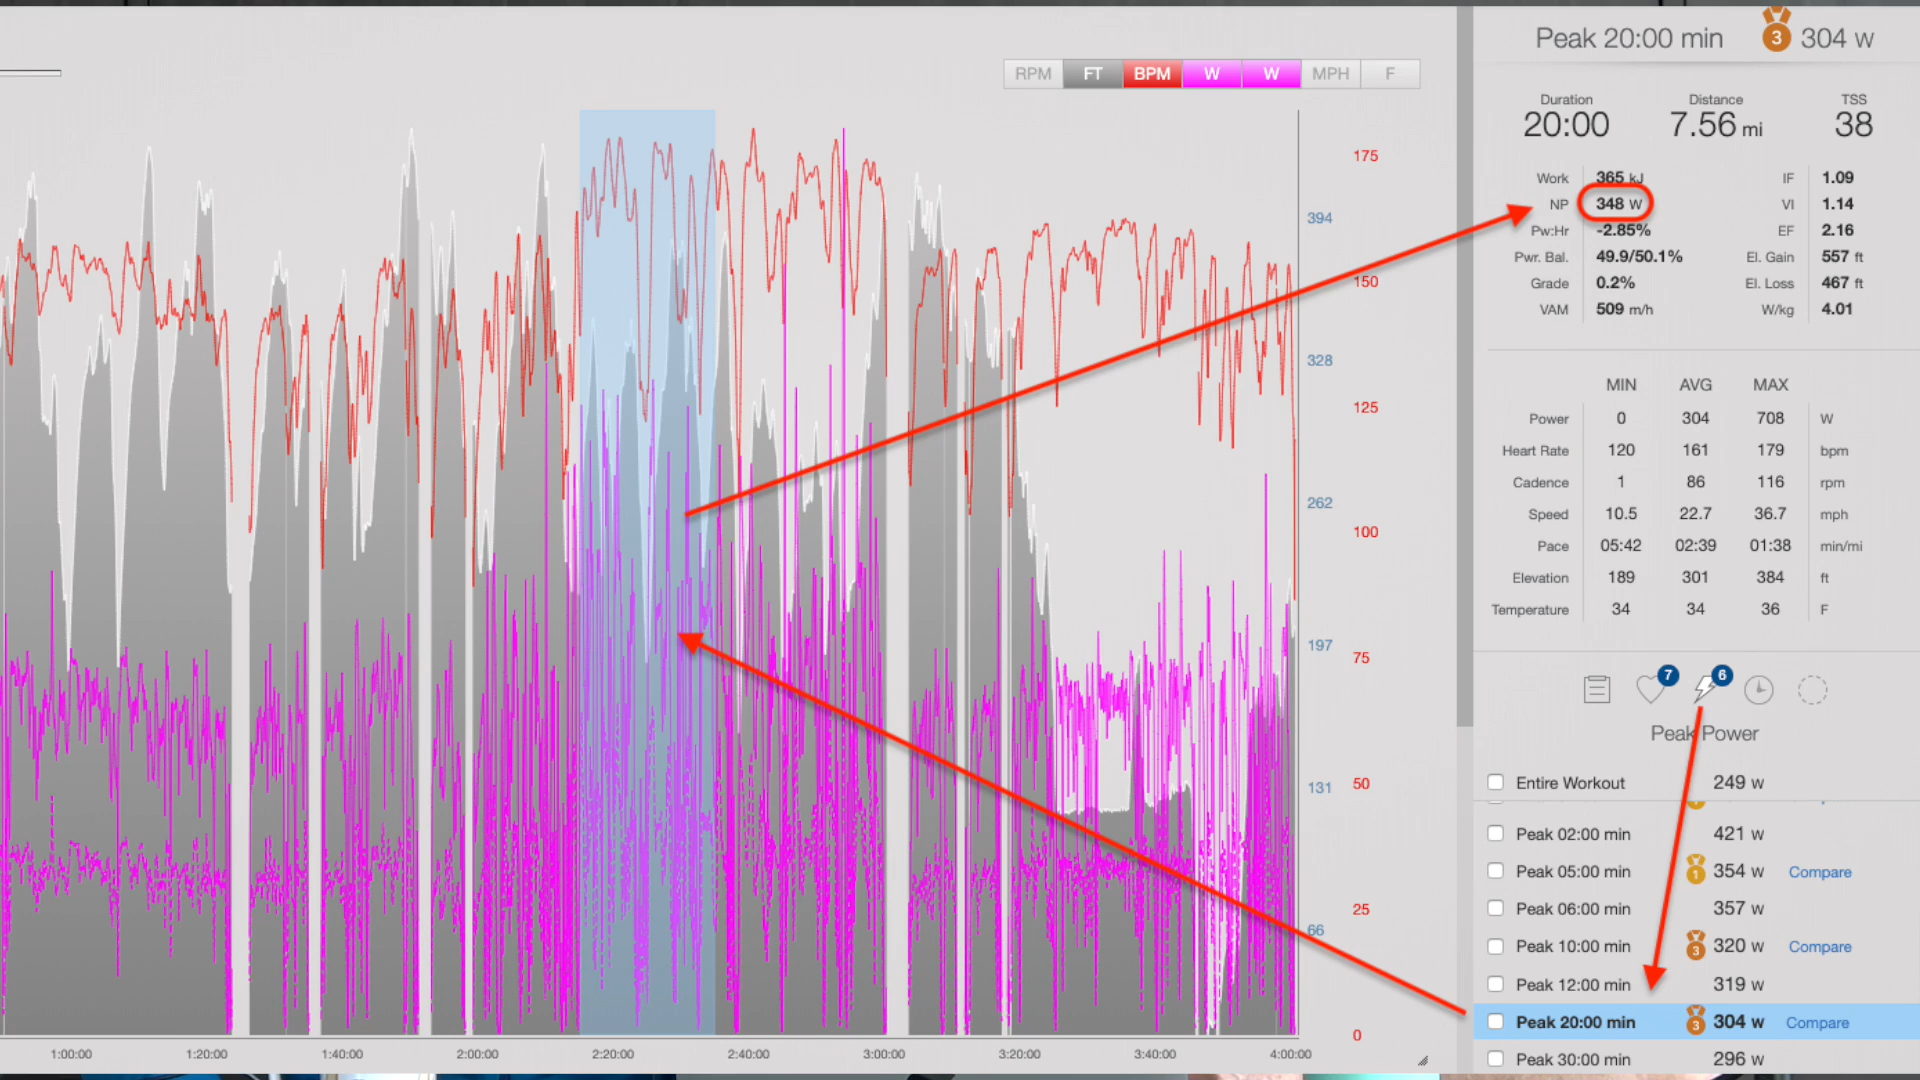 Peak 20:00 min 3 304 W
RPM FT BPM W W MPH F
Duration Distance TSS
20:00 7.56 mi 38
Work 365 kJ IF 1.09
NP 348 W VI 1.14
Pw:Hr -2.85% EF 2.16
Pwr. Bal. 49.9/50.1% El. Gain 557 ft
Grade 0.2% El. Loss 467 ft
VAM 509 m/h W/kg 4.01
MIN AVG MAX
Power 0 304 708 W
Heart Rate 120 161 179 bpm
Cadence 1 86 116 rpm
Speed 10.5 22.7 36.7 mph
Pace 05:42 02:39 01:38 min/mi
Elevation 189 301 384 ft
Temperature 34 34 36 F
7 6
Peak Power
Entire Workout 249 W
Peak 02:00 min 421 W
Peak 05:00 min 1 354 W Compare
Peak 06:00 min 357 W
Peak 10:00 min 3 320 W Compare
Peak 12:00 min 319 W
Peak 20:00 min 3 304 W Compare
Peak 30:00 min 296 W
175
394
328
150
125
262
100
197
75
131
50
25
66
0
1:00:00 1:20:00 1:40:00 2:00:00 2:20:00 2:40:00 3:00:00 3:20:00 3:40:00 4:00:00